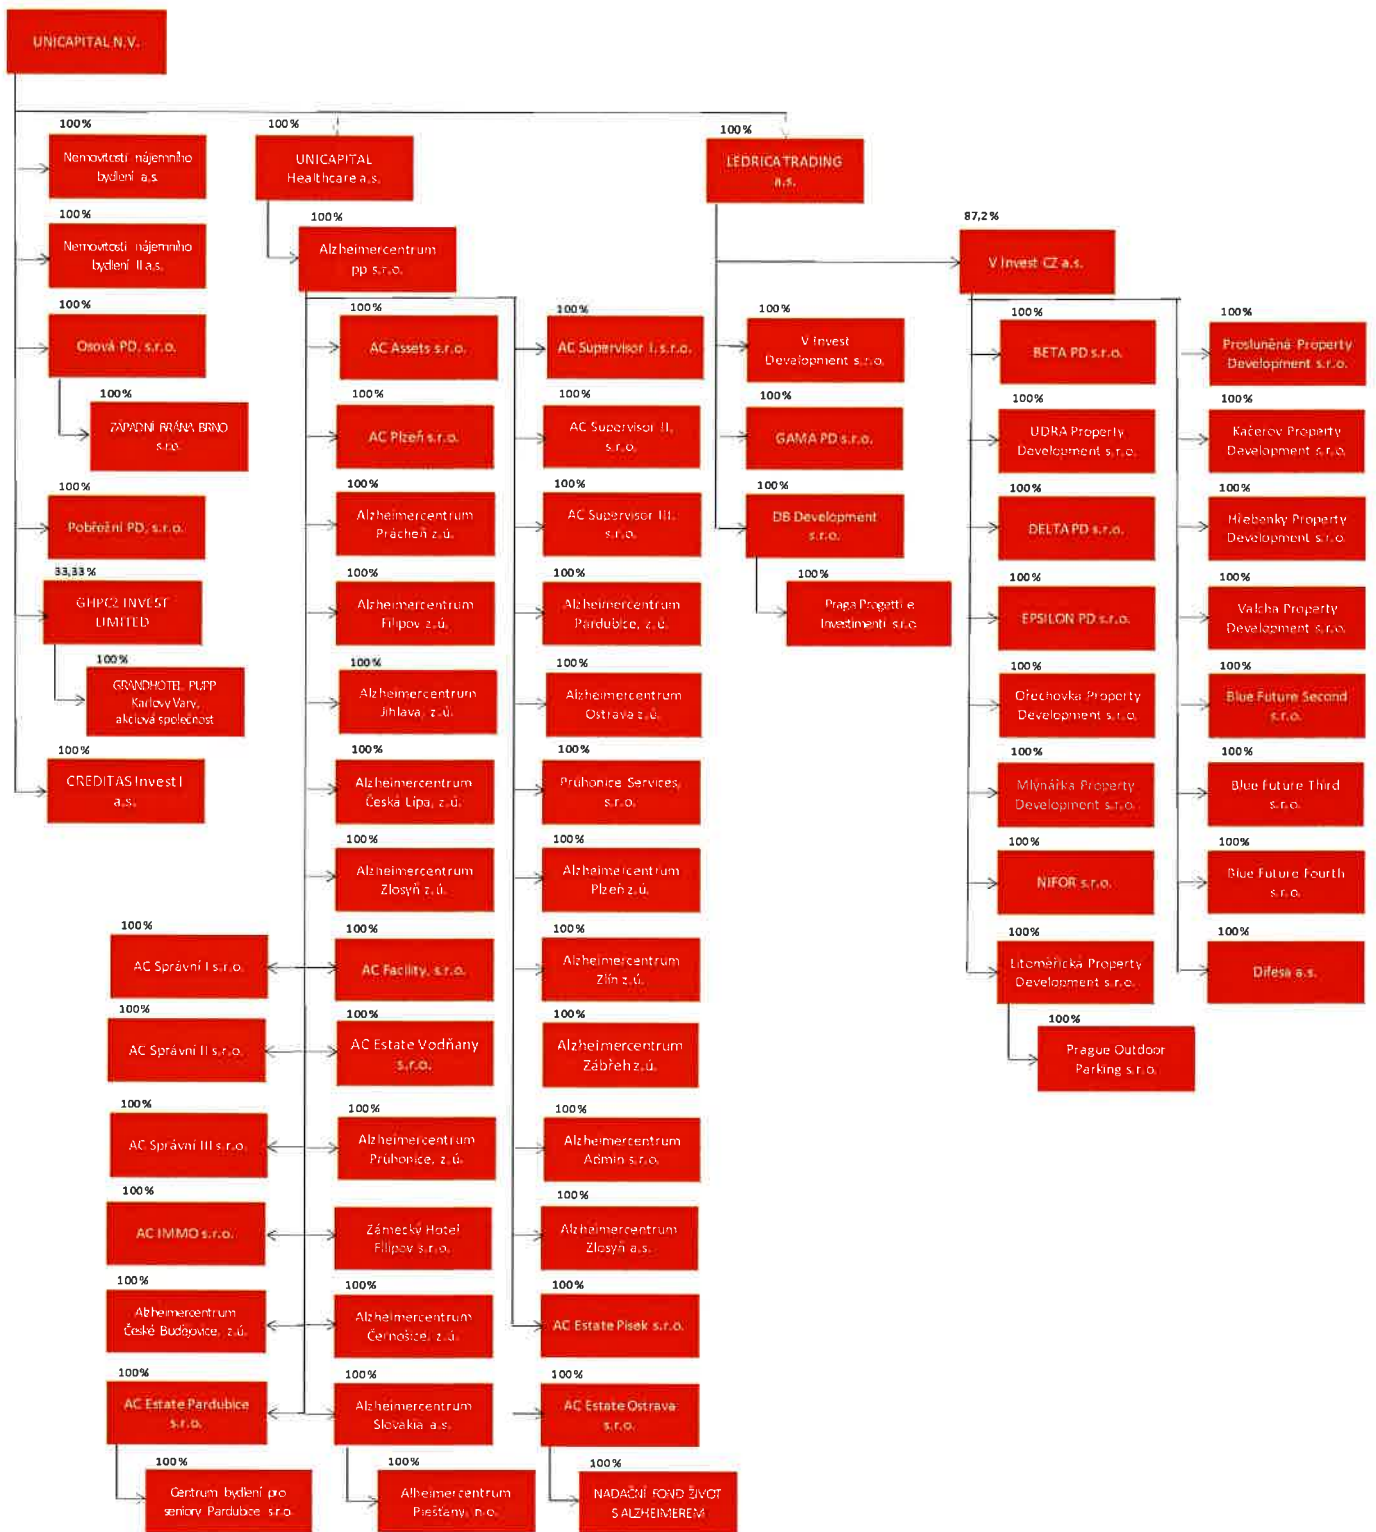 UNICAPITAL N.V.
100%
Nemovitosti nájemního
bydlení a.s.
100%
Nemovitosti nájemního
bydlení II a.s.
100%
Osová PD, s.r.o.
100%
ZÁPADNÍ BRÁNA BRNO
s.r.o.
100%
Pobřežní PD, s.r.o.
33,33%
GHPC2 INVEST
LIMITED
100%
GRANDHOTEL PUPP
Karlovy Vary,
akciová společnost
100%
CREDITAS Invest I
a.s.
100%
UNICAPITAL
Healthcare a.s.
100%
Alzheimercentrum
pp s.r.o.
100%
AC Assets s.r.o.
100%
AC Plzeň s.r.o.
100%
Alzheimercentrum
Prácheň z.ú.
100%
Alzheimercentrum
Filipov z.ú.
100%
Alzheimercentrum
Jihlava, z.ú.
100%
Alzheimercentrum
Česká Lípa, z.ú.
100%
Alzheimercentrum
Zlosyň z.ú.
100%
AC Facility, s.r.o.
100%
AC Estate Vodňany
s.r.o.
100%
Alzheimercentrum
Průhonice, z.ú.
Zámecký Hotel
Filipov s.r.o.
100%
Alzheimercentrum
Černošice, z.ú.
100%
Alzheimercentrum
Slovakia a.s.
100%
Alheimercentrum
Piešťany, n.o.
100%
AC Správní I s.r.o.
100%
AC Správní II s.r.o.
100%
AC Správní III s.r.o.
100%
AC IMMO s.r.o.
100%
Alzheimercentrum
České Budějovice, z.ú.
100%
AC Estate Pardubice
s.r.o.
100%
Centrum bydlení pro
seniory Pardubice s.r.o.
100%
AC Supervisor I. s.r.o.
100%
AC Supervisor II.
s.r.o.
100%
AC Supervisor III.
s.r.o.
100%
Alzheimercentrum
Pardubice, z.ú.
100%
Alzheimercentrum
Ostrava z.ú.
100%
Průhonice Services,
s.r.o.
100%
Alzheimercentrum
Plzeň z.ú.
100%
Alzheimercentrum
Zlín z.ú.
100%
Alzheimercentrum
Zábřeh z.ú.
100%
Alzheimercentrum
Admin s.r.o.
100%
Alzheimercentrum
Zlosyň a.s.
100%
AC Estate Písek s.r.o.
100%
AC Estate Ostrava
s.r.o.
100%
NADAČNÍ FOND ŽIVOT
S ALZHEIMEREM
100%
LEDRICA TRADING
a.s.
100%
V Invest
Development s.r.o.
100%
GAMA PD s.r.o.
100%
DB Development
s.r.o.
100%
Praga Progetti e
Investimenti s.r.o.
87,2%
V Invest CZ a.s.
100%
BETA PD s.r.o.
100%
UDRA Property
Development s.r.o.
100%
DELTA PD s.r.o.
100%
EPSILON PD s.r.o.
100%
Ořechovka Property
Development s.r.o.
100%
Mlýnářka Property
Development s.r.o.
100%
NIFOR s.r.o.
100%
Litoměřická Property
Development s.r.o.
100%
Prague Outdoor
Parking s.r.o.
100%
Prosluněná Property
Development s.r.o.
100%
Kačerov Property
Development s.r.o.
100%
Hřebenky Property
Development s.r.o.
100%
Valcha Property
Development s.r.o.
100%
Blue Future Second
s.r.o.
100%
Blue Future Third
s.r.o.
100%
Blue Future Fourth
s.r.o.
100%
Difesa a.s.